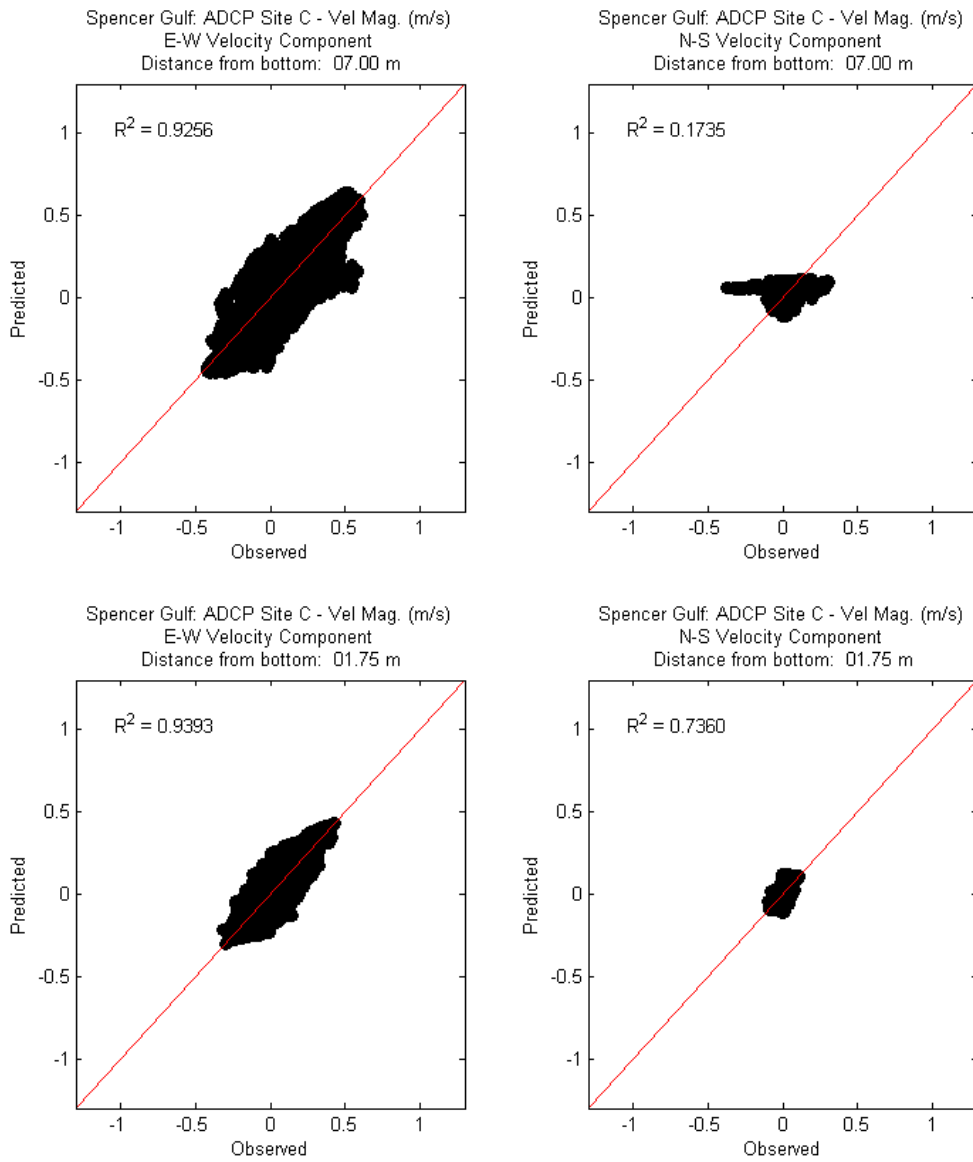 Spencer Gulf: ADCP Site C - Vel Mag. (m/s)
E-W Velocity Component
Distance from bottom:  07.00 m
R² = 0.9256
1
0.5
0
-0.5
-1
Predicted
-1 -0.5 0 0.5 1
Observed
Spencer Gulf: ADCP Site C - Vel Mag. (m/s)
N-S Velocity Component
Distance from bottom:  07.00 m
R² = 0.1735
1
0.5
0
-0.5
-1
Predicted
-1 -0.5 0 0.5 1
Observed
Spencer Gulf: ADCP Site C - Vel Mag. (m/s)
E-W Velocity Component
Distance from bottom:  01.75 m
R² = 0.9393
1
0.5
0
-0.5
-1
Predicted
-1 -0.5 0 0.5 1
Observed
Spencer Gulf: ADCP Site C - Vel Mag. (m/s)
N-S Velocity Component
Distance from bottom:  01.75 m
R² = 0.7360
1
0.5
0
-0.5
-1
Predicted
-1 -0.5 0 0.5 1
Observed